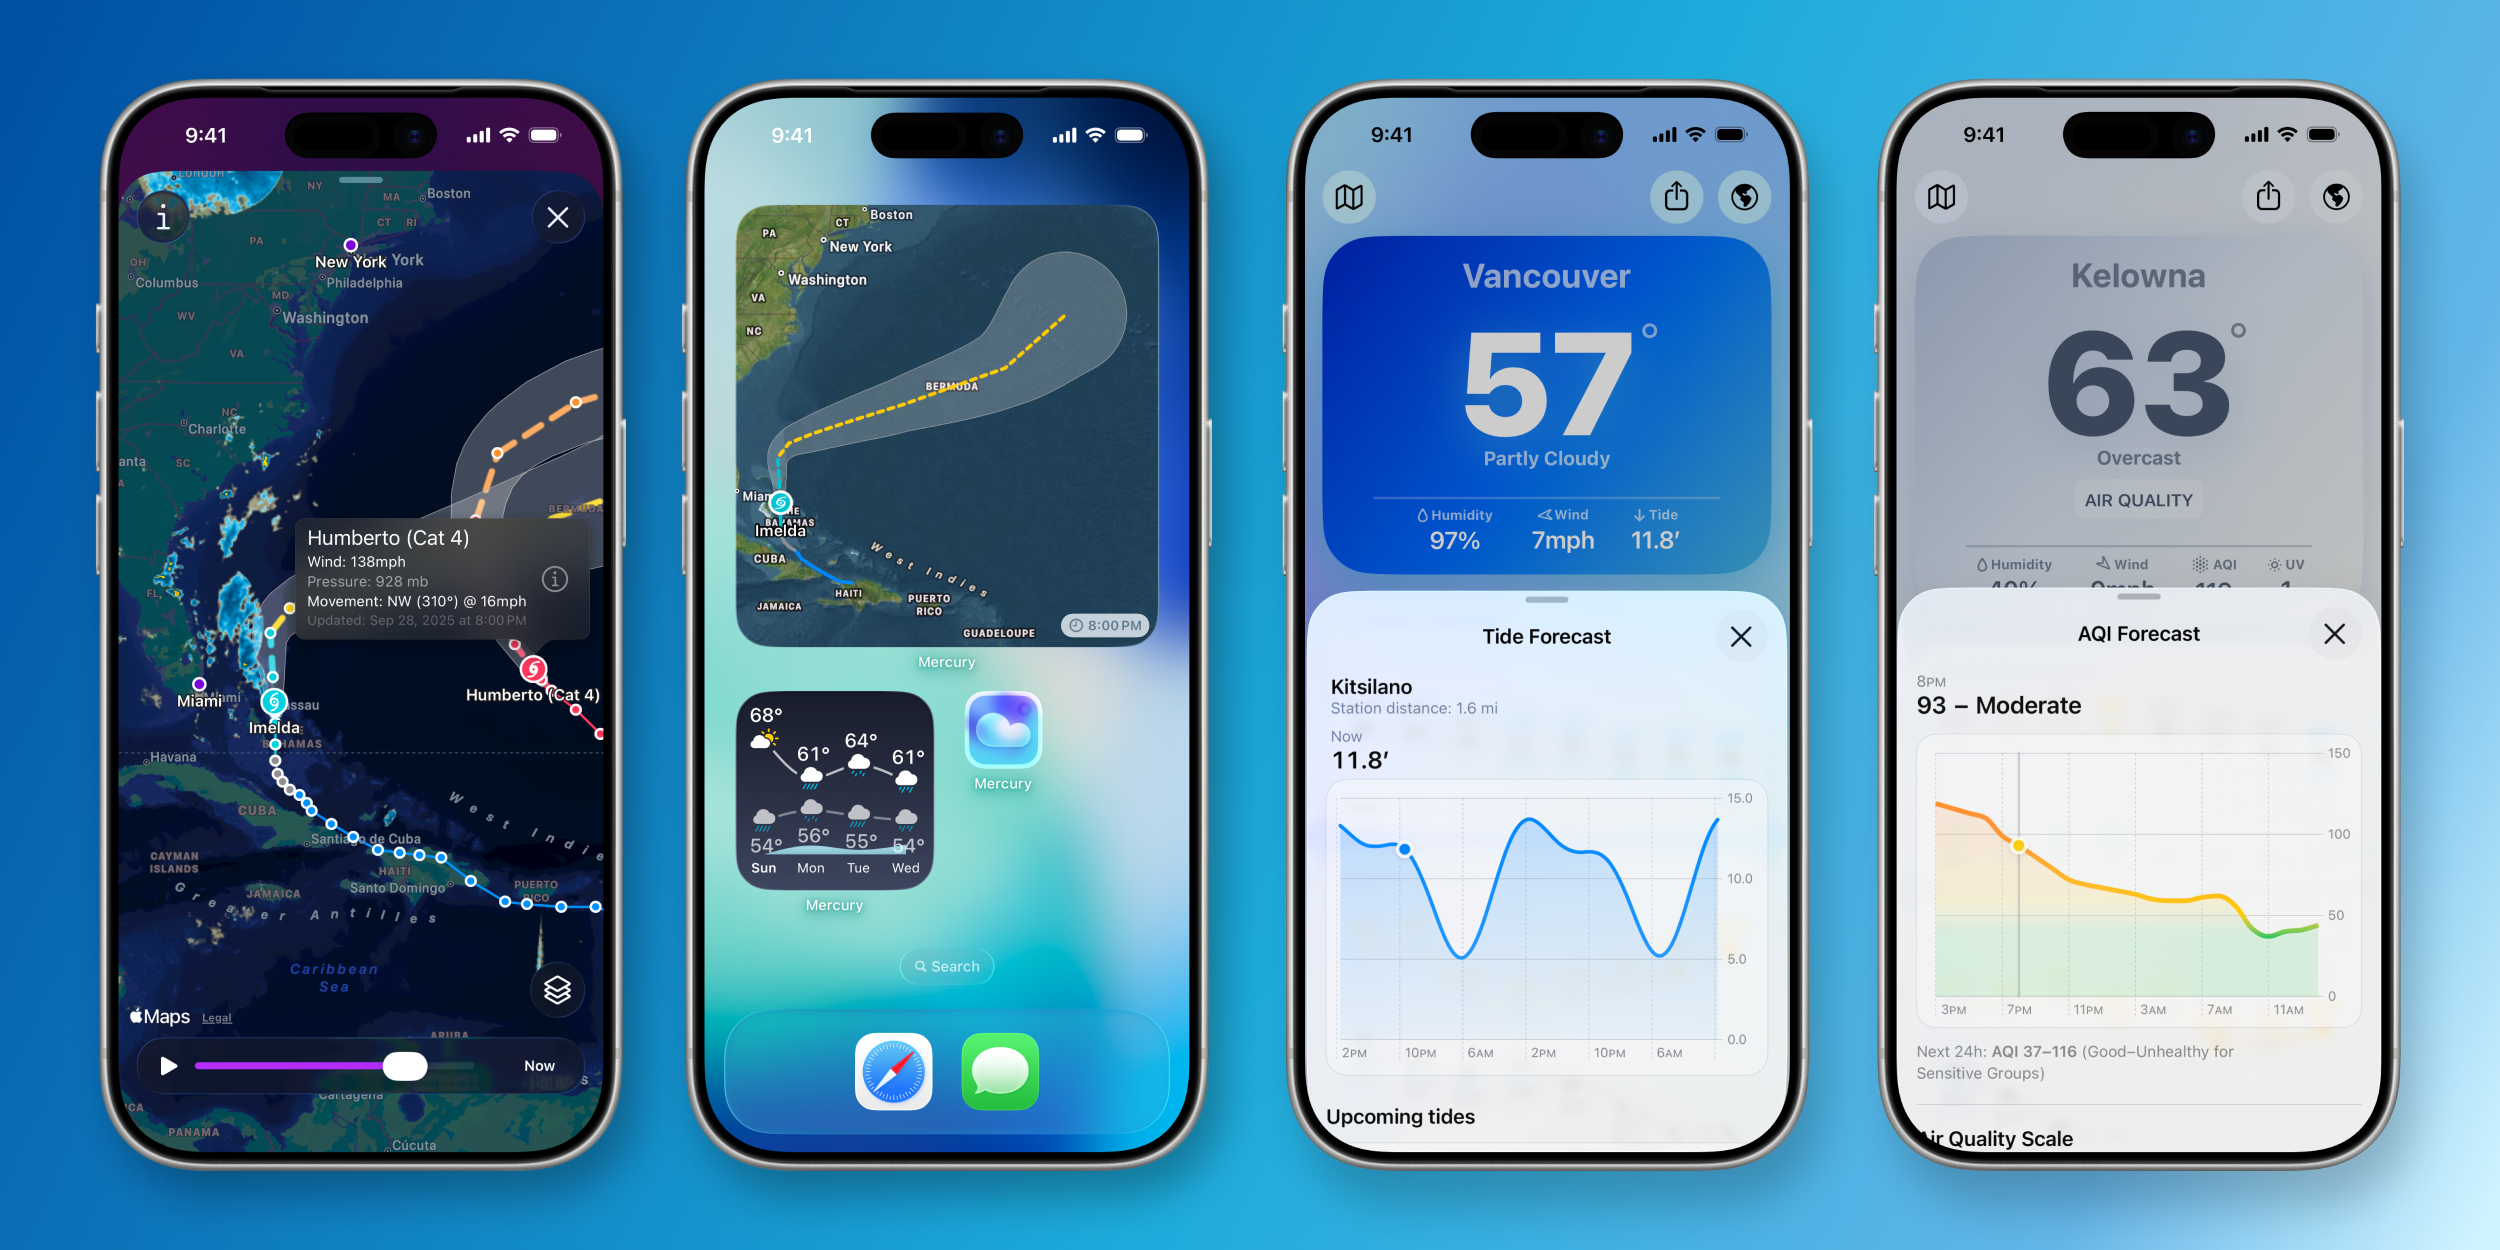 9:41
London
NY
MA
Boston
CT
RI
PA
New York
York
OH
Columbus
Philadelphia
MD
WV
Washington
VA
NC
Charlotte
anta
SC
A
BERMUDA
Humberto (Cat 4)
Wind: 138mph
Pressure: 928 mb
Movement: NW (310°) @ 16mph
Updated: Sep 28, 2025 at 8:00 PM
FL
Humberto (Cat 4)
Miami
ssau
Imelda
BAHAMAS
Havana
CUBA
West Indie
Santiago de Cuba
CAYMAN
ISLANDS
HAITI
Santo Domingo
PUERTO
RICO
JAMAICA
Greater Antilles
Caribbean
Sea
Maps
Legal
ARUBA
Now
s
Cartagena
CA
PANAMA
Cúcuta
9:41
Boston
CT
PA
New York
Washington
VA
NC
BERMUDA
Miam
THE
BAHAMAS
Imelda
CUBA
West Indies
HAITI
JAMAICA
PUERTO
RICO
8:00 PM
GUADELOUPE
Mercury
68°
61°
64°
61°
54°
56°
55°
54°
Sun
Mon
Tue
Wed
Mercury
Mercury
Search
9:41
Vancouver
57°
Partly Cloudy
Humidity
Wind
Tide
97%
7mph
11.8′
Tide Forecast
Kitsilano
Station distance: 1.6 mi
Now
11.8′
15.0
10.0
5.0
0.0
2PM
10PM
6AM
2PM
10PM
6AM
Upcoming tides
9:41
Kelowna
63°
Overcast
AIR QUALITY
Humidity
Wind
AQI
UV
AQI Forecast
8PM
93 – Moderate
150
100
50
0
3PM
7PM
11PM
3AM
7AM
11AM
Next 24h: AQI 37–116 (Good–Unhealthy for
Sensitive Groups)
Air Quality Scale